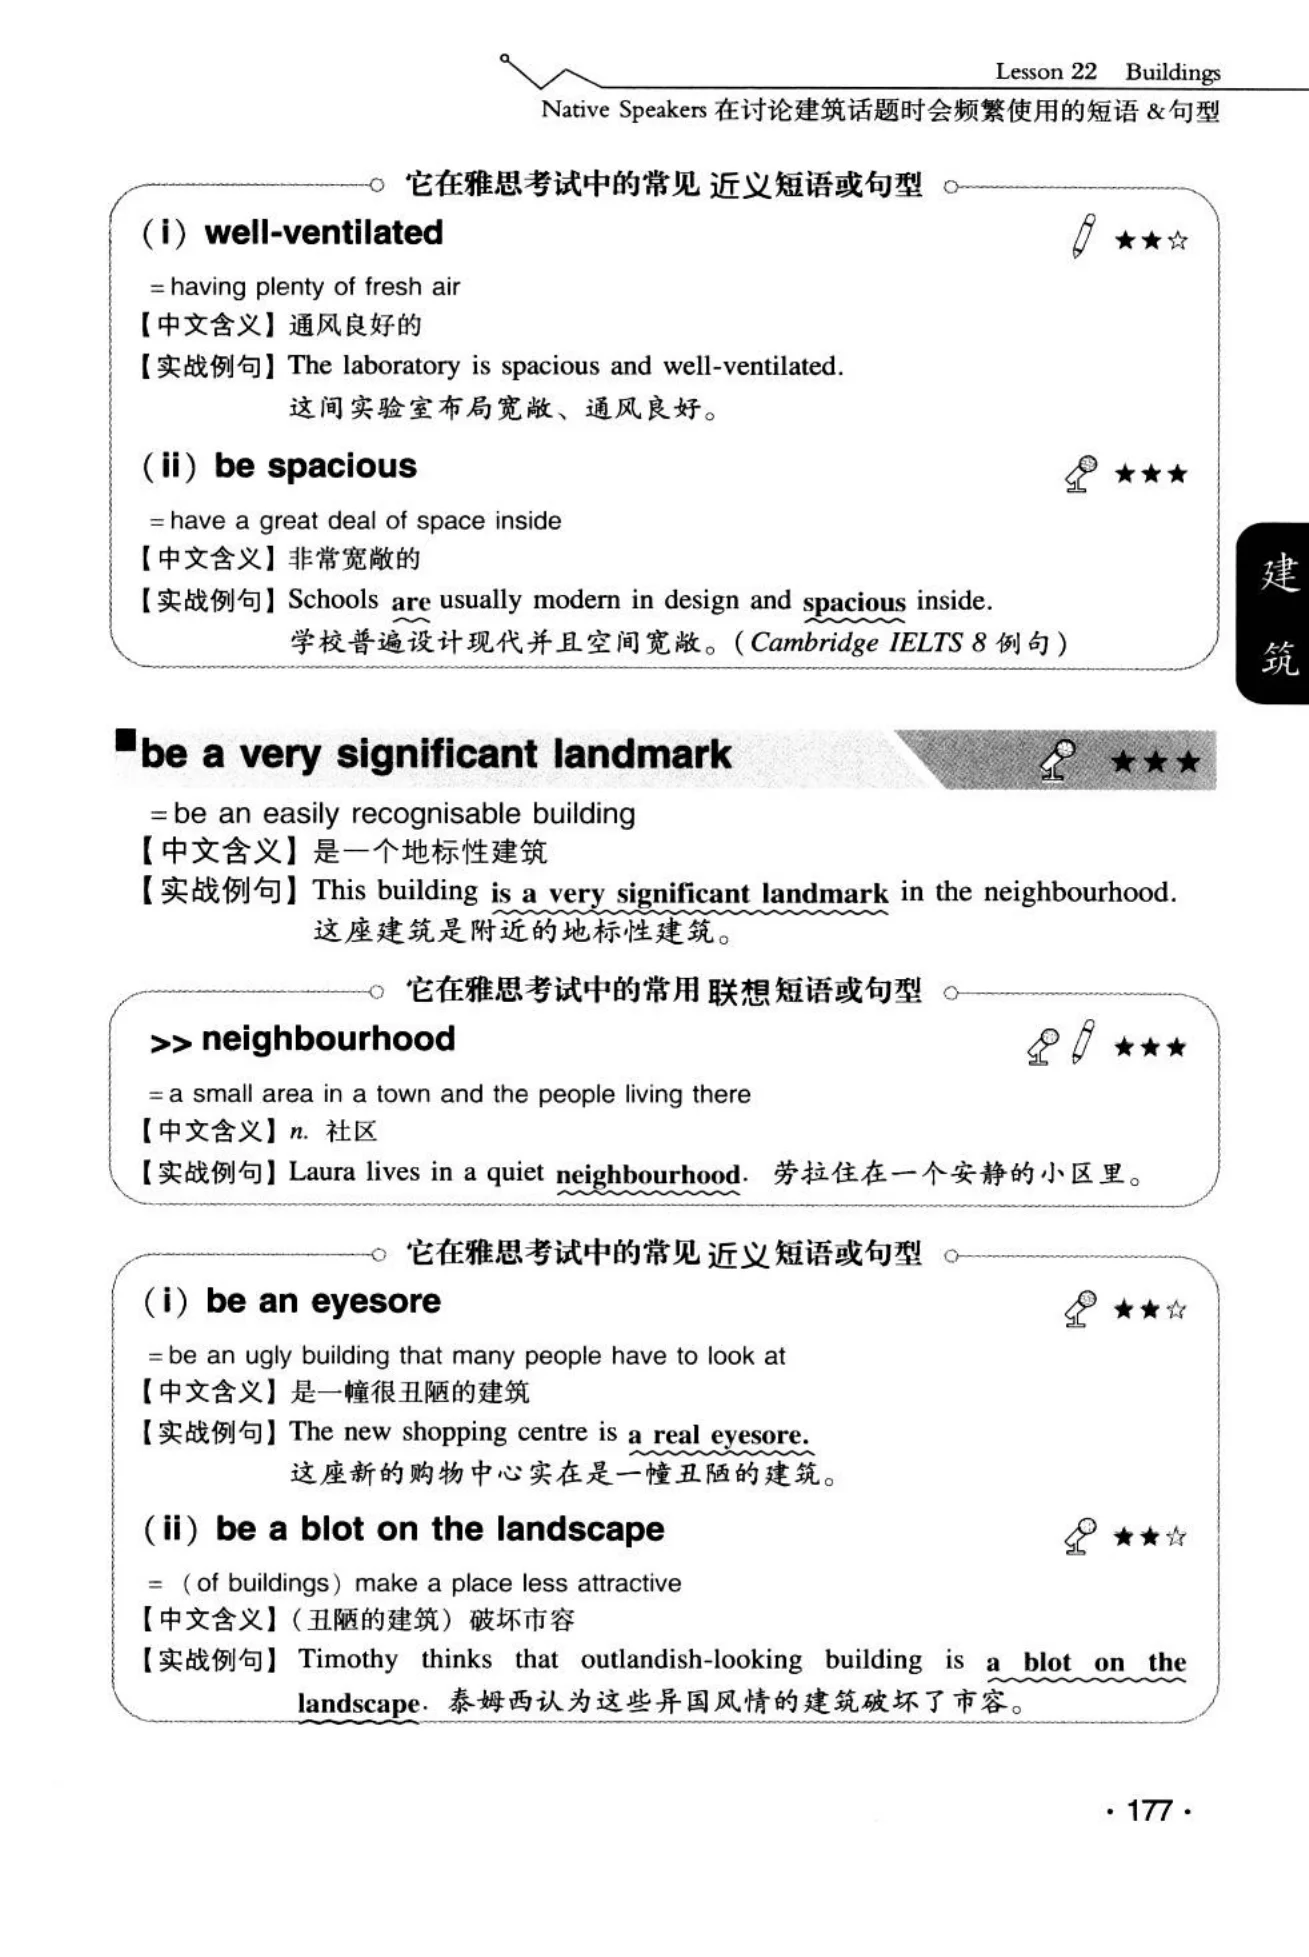 Lesson 22 Buildings
Native Speakers 在讨论建筑话题时会频繁使用的短语 & 句型
它在雅思考试中的常见 近义短语或句型
(i) well-ventilated ★★☆
=having plenty of fresh air
【中文含义】通风良好的
【实战例句】The laboratory is spacious and well-ventilated.
这间实验室布局宽敞、通风良好。
(ii) be spacious ★★★
=have a great deal of space inside
【中文含义】非常宽敞的
【实战例句】Schools are usually modern in design and spacious inside.
学校普遍设计现代并且空间宽敞。(Cambridge IELTS 8 例句)
建筑
■be a very significant landmark ★★★
=be an easily recognisable building
【中文含义】是一个地标性建筑
【实战例句】This building is a very significant landmark in the neighbourhood.
这座建筑是附近的地标性建筑。
它在雅思考试中的常用 联想短语或句型
>> neighbourhood ★★★
=a small area in a town and the people living there
【中文含义】n. 社区
【实战例句】Laura lives in a quiet neighbourhood. 劳拉住在一个安静的小区里。
它在雅思考试中的常见 近义短语或句型
(i) be an eyesore ★★☆
=be an ugly building that many people have to look at
【中文含义】是一幢很丑陋的建筑
【实战例句】The new shopping centre is a real eyesore.
这座新的购物中心实在是一幢丑陋的建筑。
(ii) be a blot on the landscape ★★☆
= (of buildings) make a place less attractive
【中文含义】(丑陋的建筑) 破坏市容
【实战例句】Timothy thinks that outlandish-looking building is a blot on the
landscape. 泰姆西认为这些异国风情的建筑破坏了市容。
· 177 ·